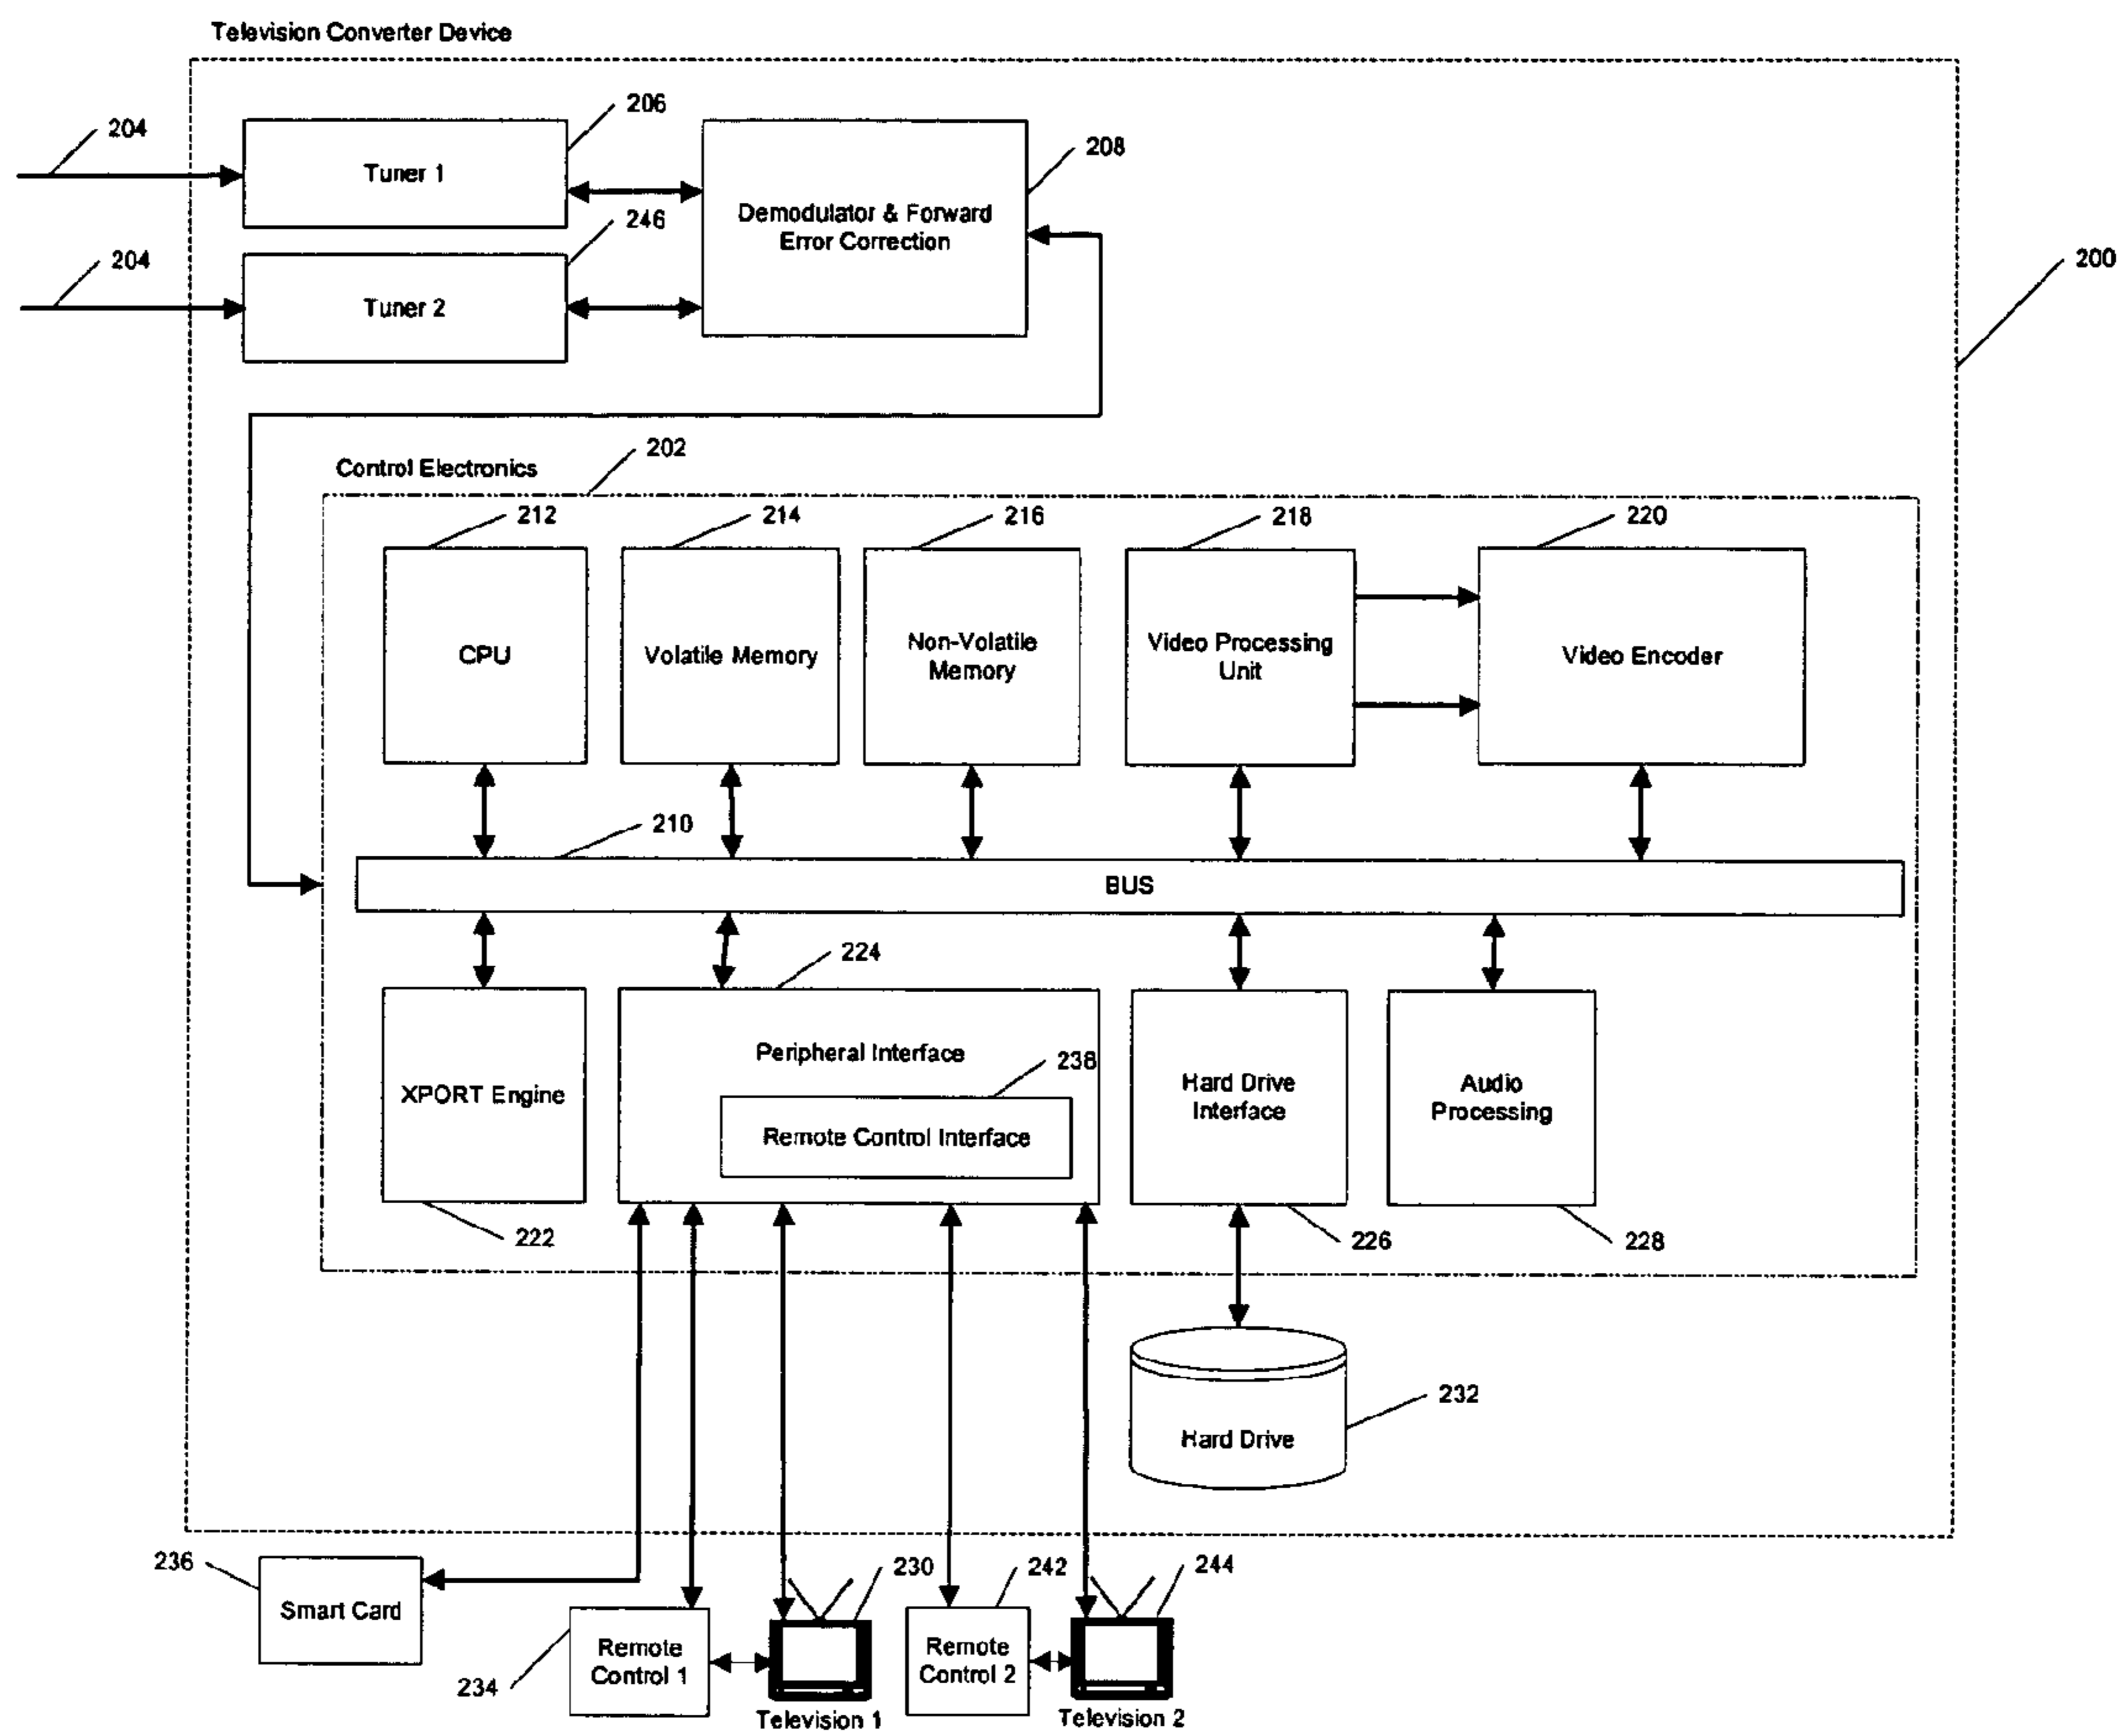 Television Converter Device
206
204
Tuner 1
208
246
Demodulator & Forward
Error Correction
204
Tuner 2
200
202
Control Electronics
212
214
216
218
220
CPU
Volatile Memory
Non-Volatile
Memory
Video Processing
Unit
Video Encoder
210
BUS
224
XPORT Engine
Peripheral Interface
238
Remote Control Interface
Hard Drive
Interface
Audio
Processing
222
226
228
232
Hard Drive
236
Smart Card
230
242
244
Remote
Control 1
234
Remote
Control 2
Television 1
Television 2